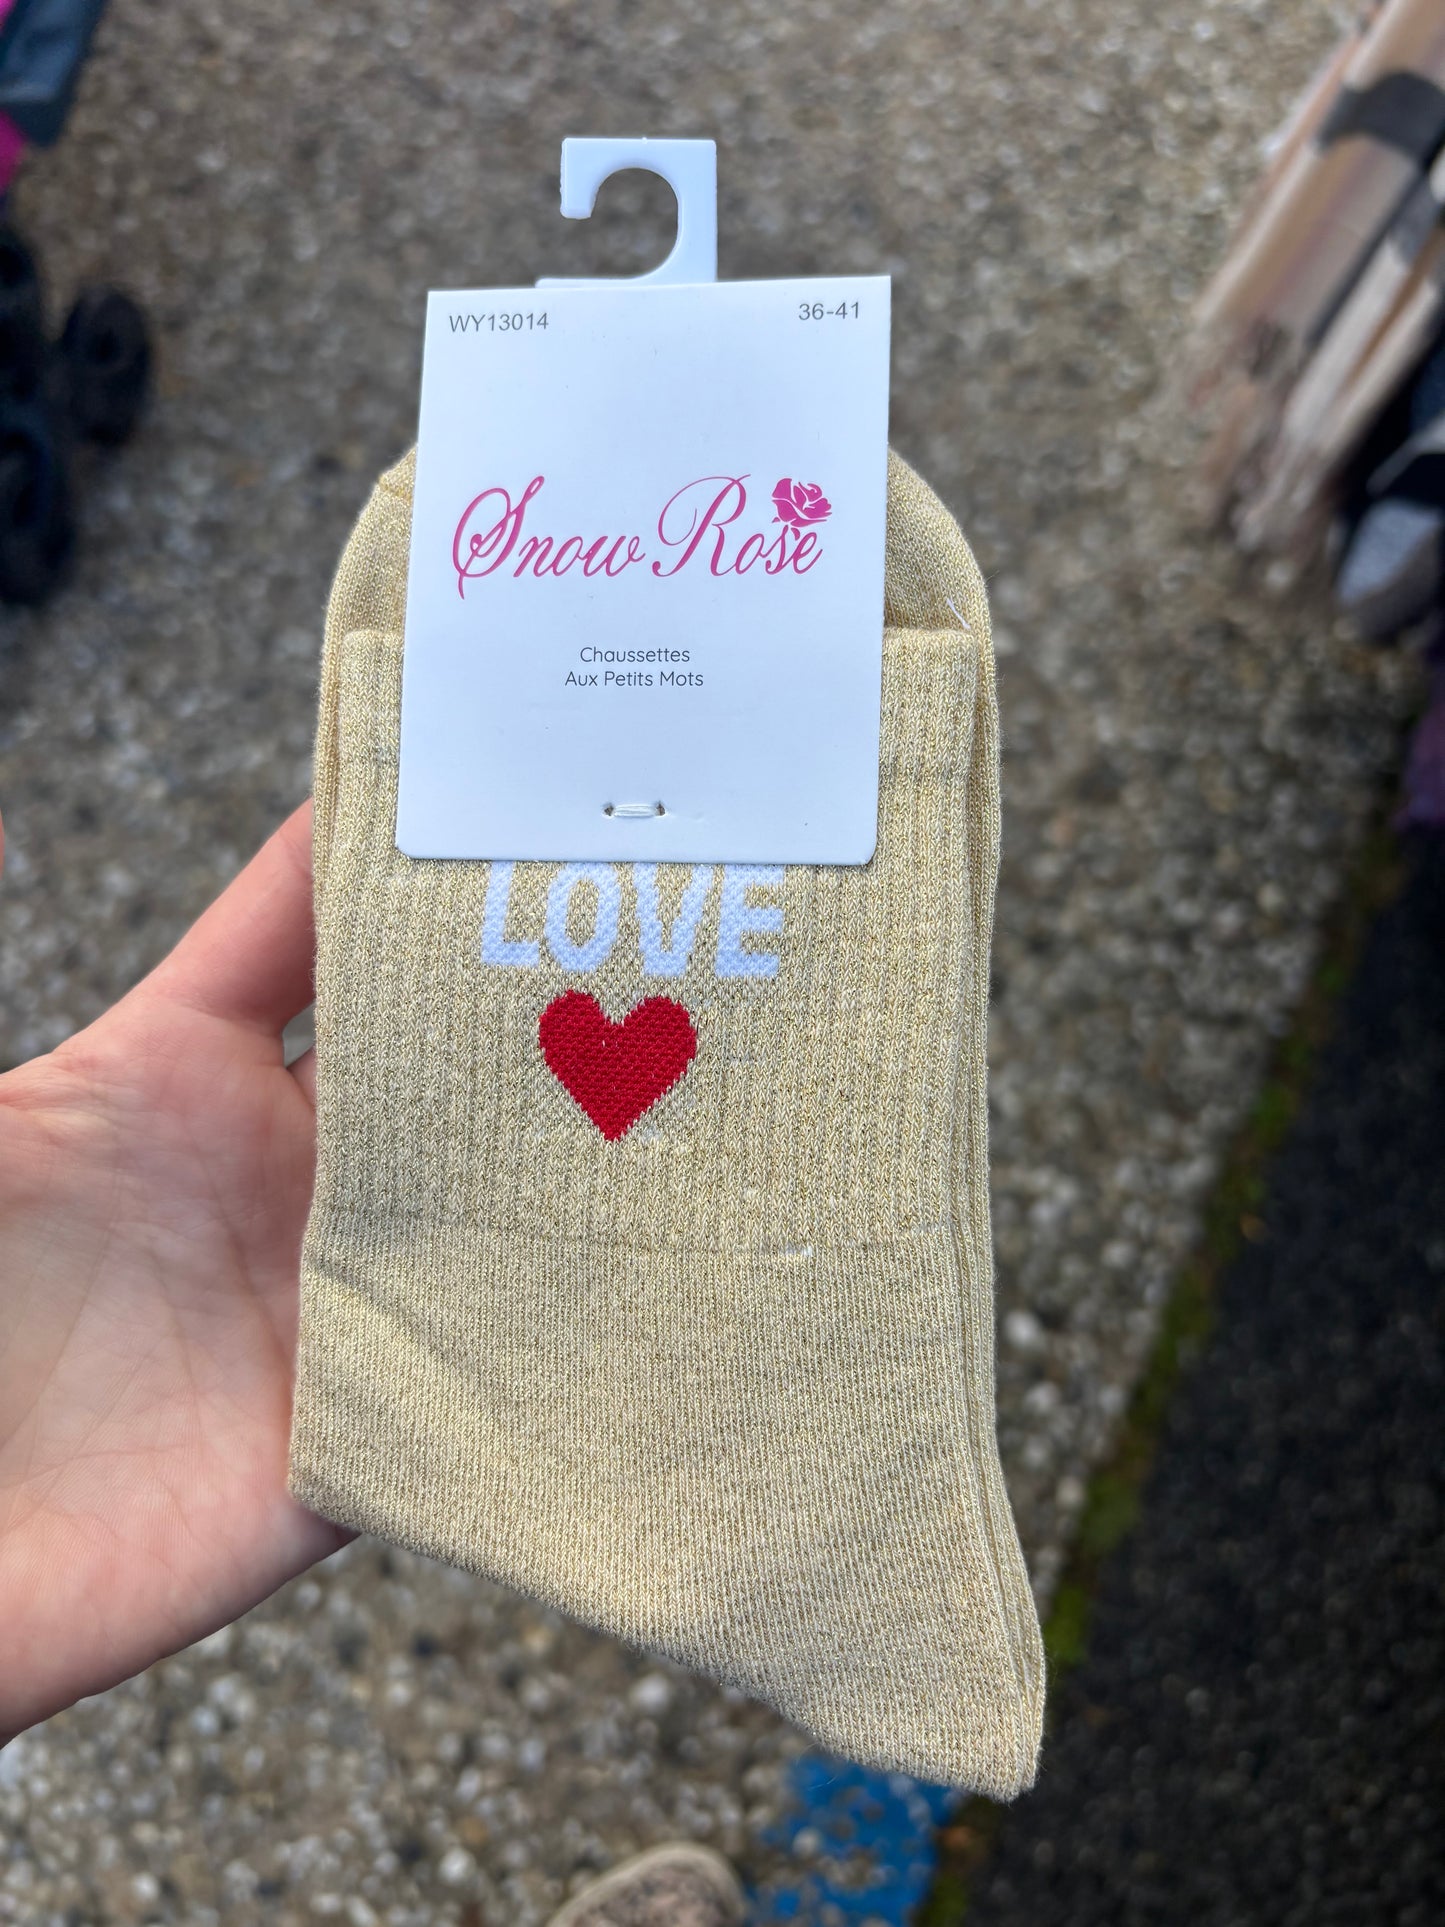 WY13014 36-41
Snow Rose
Chaussettes
Aux Petits Mots
LOVE